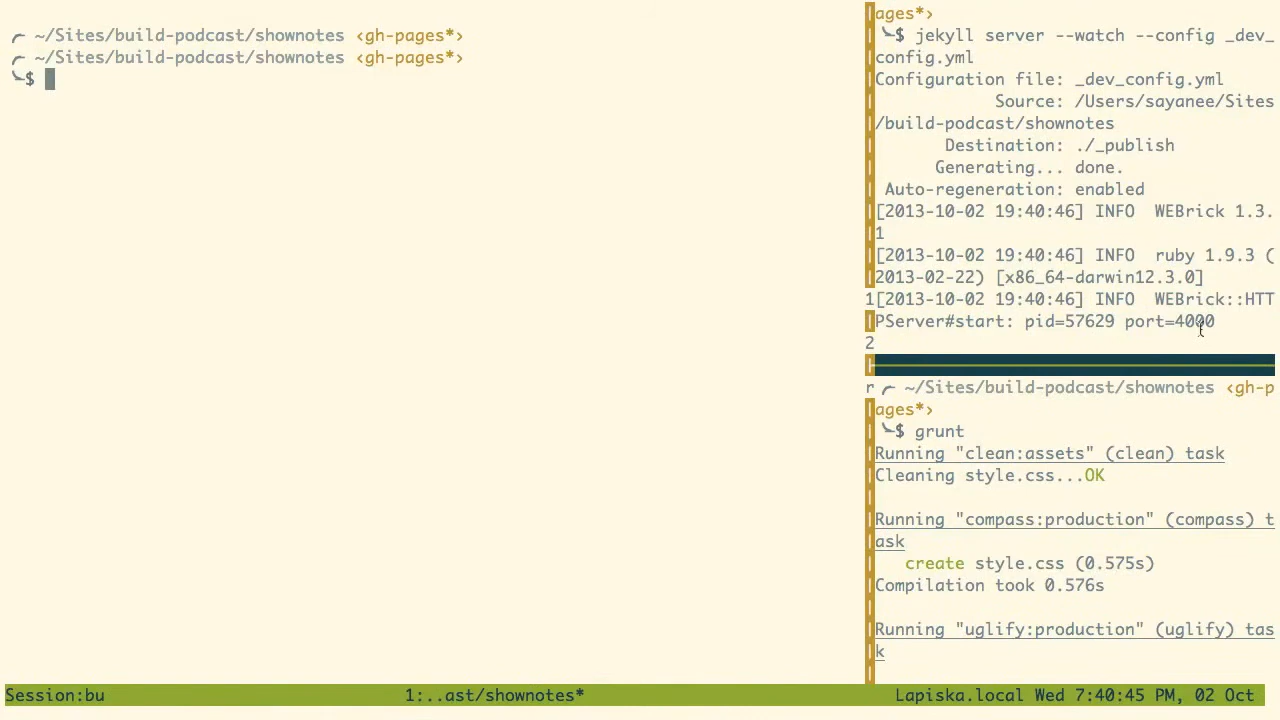 ~/Sites/build-podcast/shownotes ‹gh-pages*›
~/Sites/build-podcast/shownotes ‹gh-pages*›
$
ages*›
$ jekyll server --watch --config _dev_
config.yml
Configuration file: _dev_config.yml
Source: /Users/sayanee/Sites
/build-podcast/shownotes
Destination: ./_publish
Generating... done.
Auto-regeneration: enabled
[2013-10-02 19:40:46] INFO  WEBrick 1.3.
1
[2013-10-02 19:40:46] INFO  ruby 1.9.3 (
2013-02-22) [x86_64-darwin12.3.0]
1[2013-10-02 19:40:46] INFO  WEBrick::HTT
PServer#start: pid=57629 port=4000
2
r ~/Sites/build-podcast/shownotes ‹gh-p
ages*›
$ grunt
Running "clean:assets" (clean) task
Cleaning style.css...OK
Running "compass:production" (compass) t
ask
create style.css (0.575s)
Compilation took 0.576s
Running "uglify:production" (uglify) tas
k
Session:bu 1:..ast/shownotes* Lapiska.local Wed 7:40:45 PM, 02 Oct